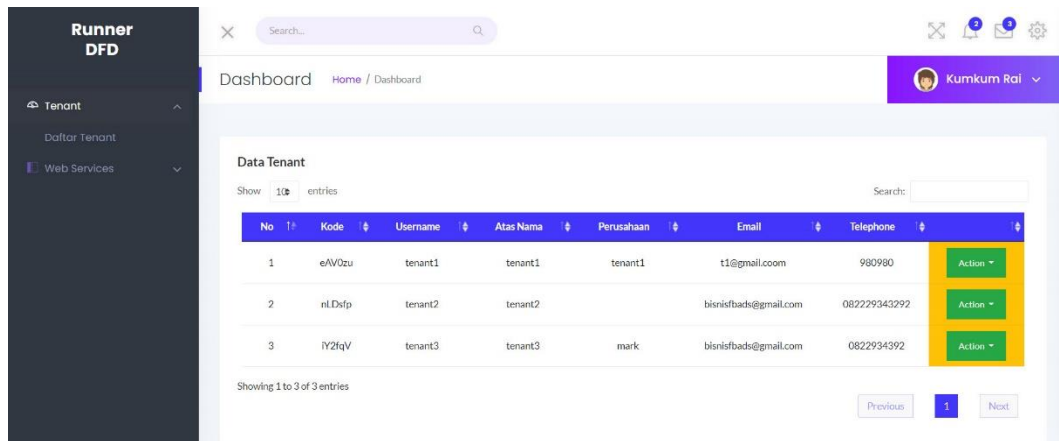 Runner
DFD
Search...
2
3
Dashboard Home / Dashboard
Kumkum Rai
Tenant
Daftar Tenant
Web Services
Data Tenant
Show 10 entries
Search:
No Kode Username Atas Nama Perusahaan Email Telephone
1 eAV0zu tenant1 tenant1 tenant1 t1@gmail.coom 980980 Action
2 nLDsfp tenant2 tenant2 bisnisfbads@gmail.com 082229343292 Action
3 iY2fqV tenant3 tenant3 mark bisnisfbads@gmail.com 0822934392 Action
Showing 1 to 3 of 3 entries
Previous 1 Next